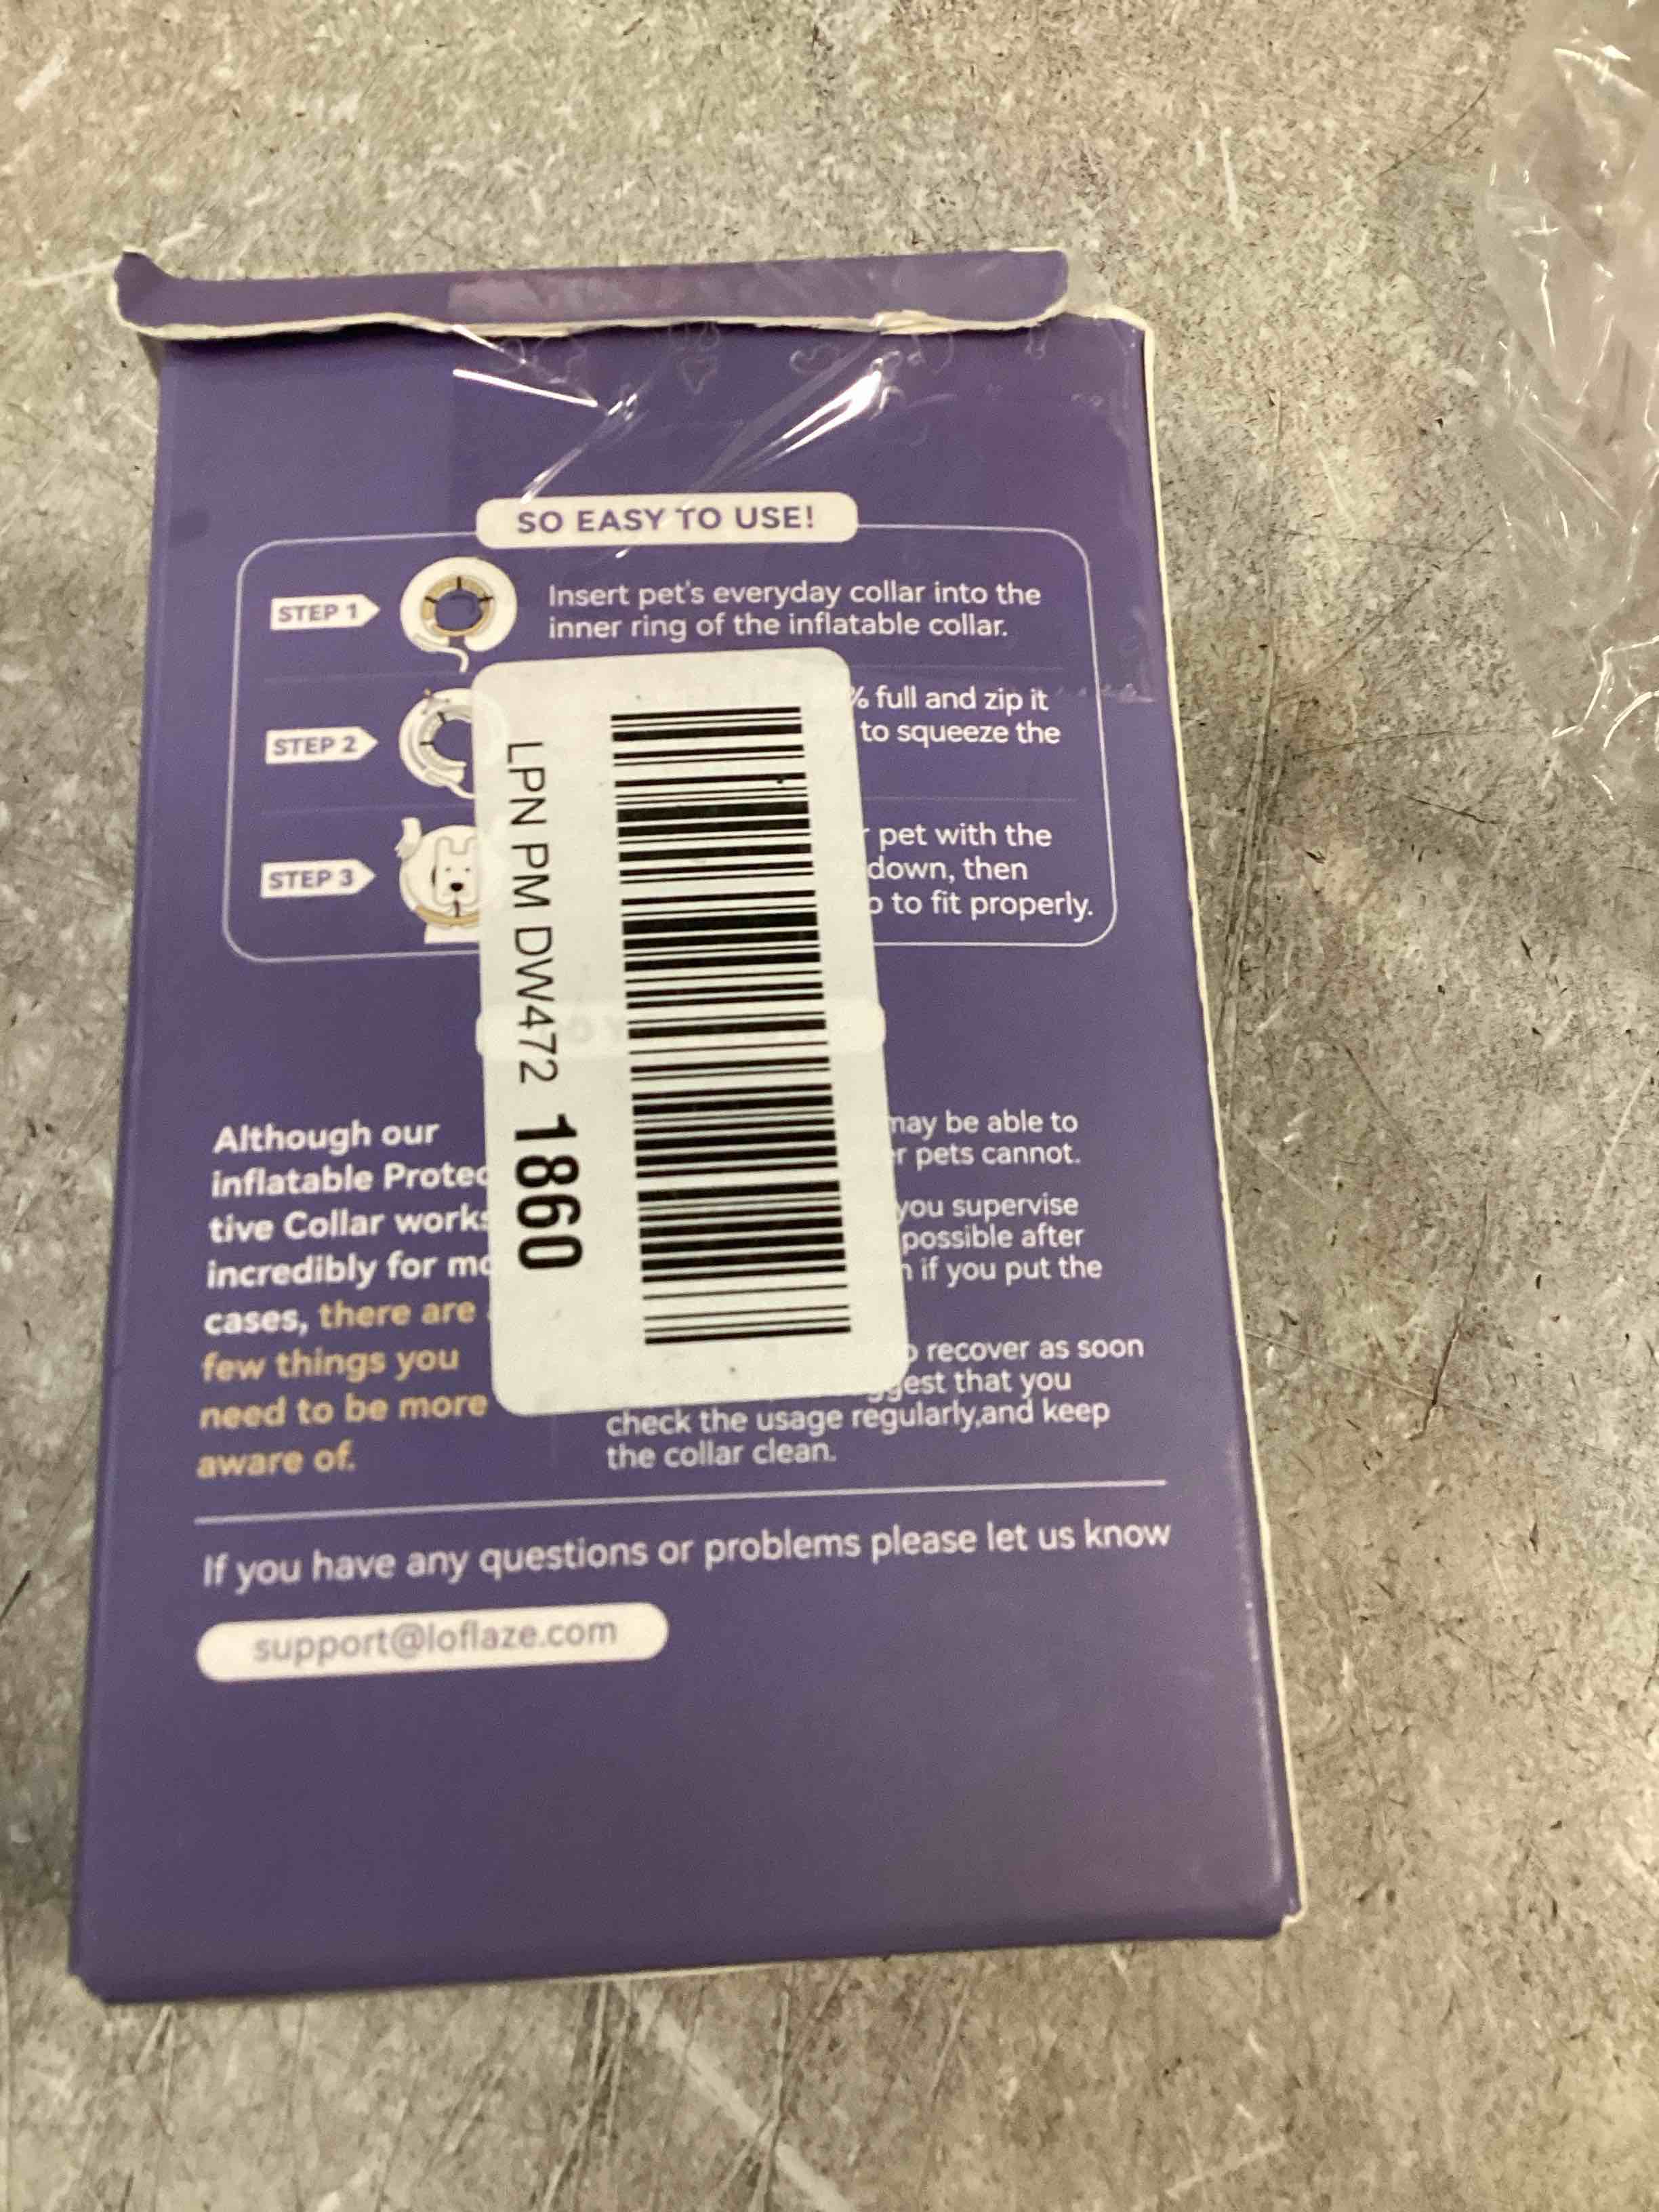 SO EASY TO USE!
STEP 1
Insert pet's everyday collar into the
inner ring of the inflatable collar.
STEP 2
% full and zip it
to squeeze the
STEP 3
pet with the
down, then
to fit properly.
LPN PM DW472 1860
Although our
inflatable Protec
tive Collar works
incredibly for
cases, there are
few things you
need to be more
aware of.
may be able to
pets cannot.
you supervise
possible after
if you put the
recover as soon
that you
check the usage regularly,and keep
the collar clean.
If you have any questions or problems please let us know
support@loflaze.com